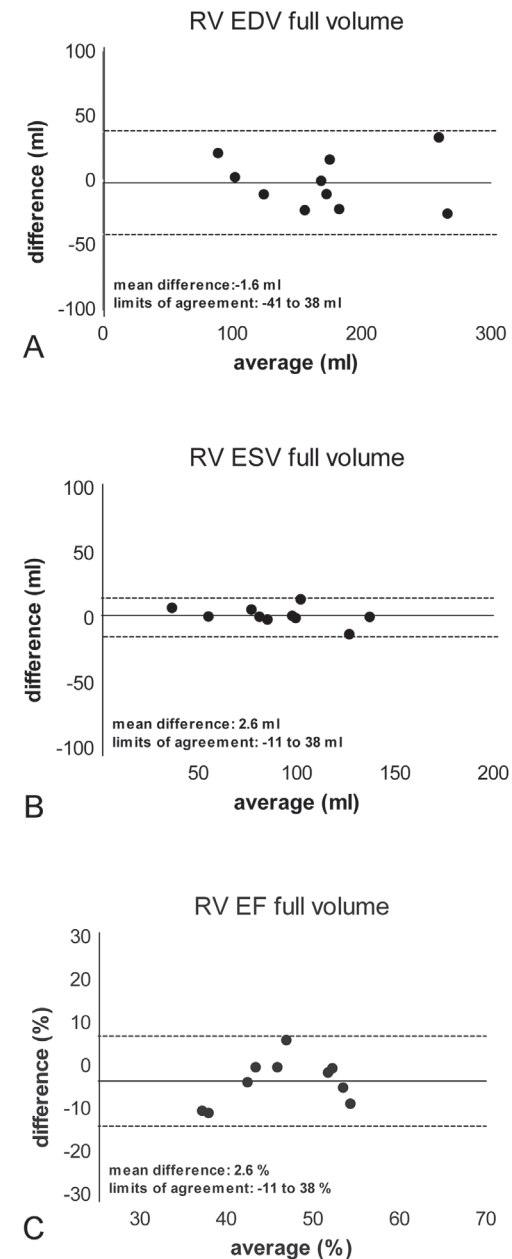 RV EDV full volume
100
50
0
-50
-100
difference (ml)
mean difference:-1.6 ml
limits of agreement: -41 to 38 ml
0 100 200 300
average (ml)
A
RV ESV full volume
100
50
0
-50
-100
difference (ml)
mean difference: 2.6 ml
limits of agreement: -11 to 38 ml
50 100 150 200
average (ml)
B
RV EF full volume
30
20
10
0
-10
-20
-30
difference (%)
mean difference: 2.6 %
limits of agreement: -11 to 38 %
30 40 50 60 70
average (%)
C